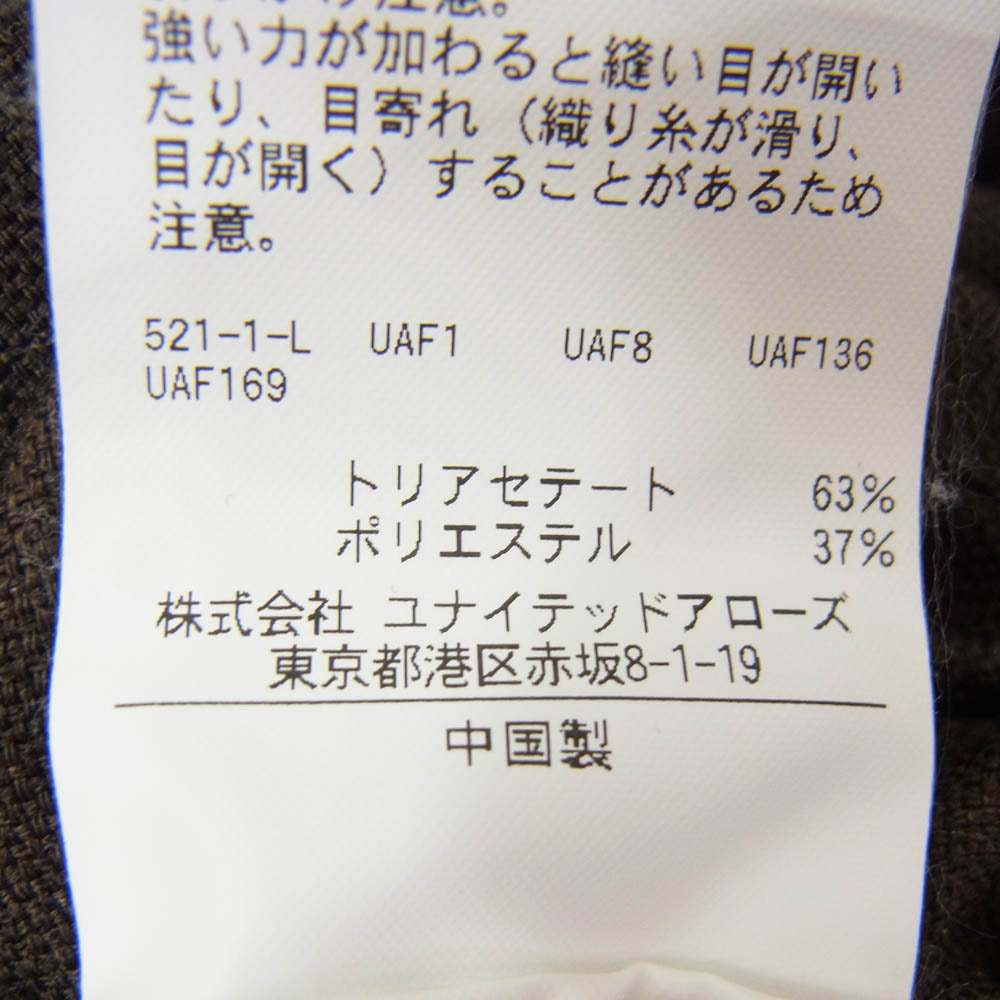 注意。
強い力が加わると縫い目が開い
たり、目寄れ（織り糸が滑り、
目が開く）することがあるため
注意。
521-1-L UAF1 UAF8 UAF136
UAF169
トリアセテート 63%
ポリエステル 37%
株式会社 ユナイテッドアローズ
東京都港区赤坂8-1-19
中国製